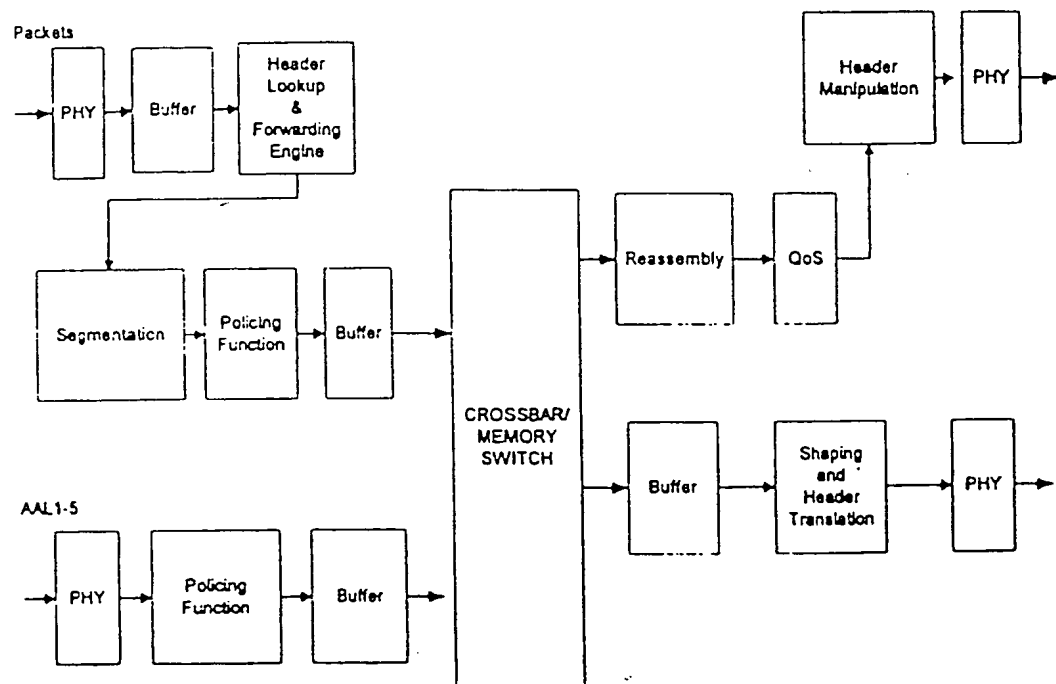 Packets
PHY
Buffer
Header
Lookup
&
Forwarding
Engine
Header
Manipulation
PHY
Segmentation
Policing
Function
Buffer
CROSSBAR/
MEMORY
SWITCH
Reassembly
QoS
Buffer
Shaping
and
Header
Translation
PHY
AAL1-5
PHY
Policing
Function
Buffer